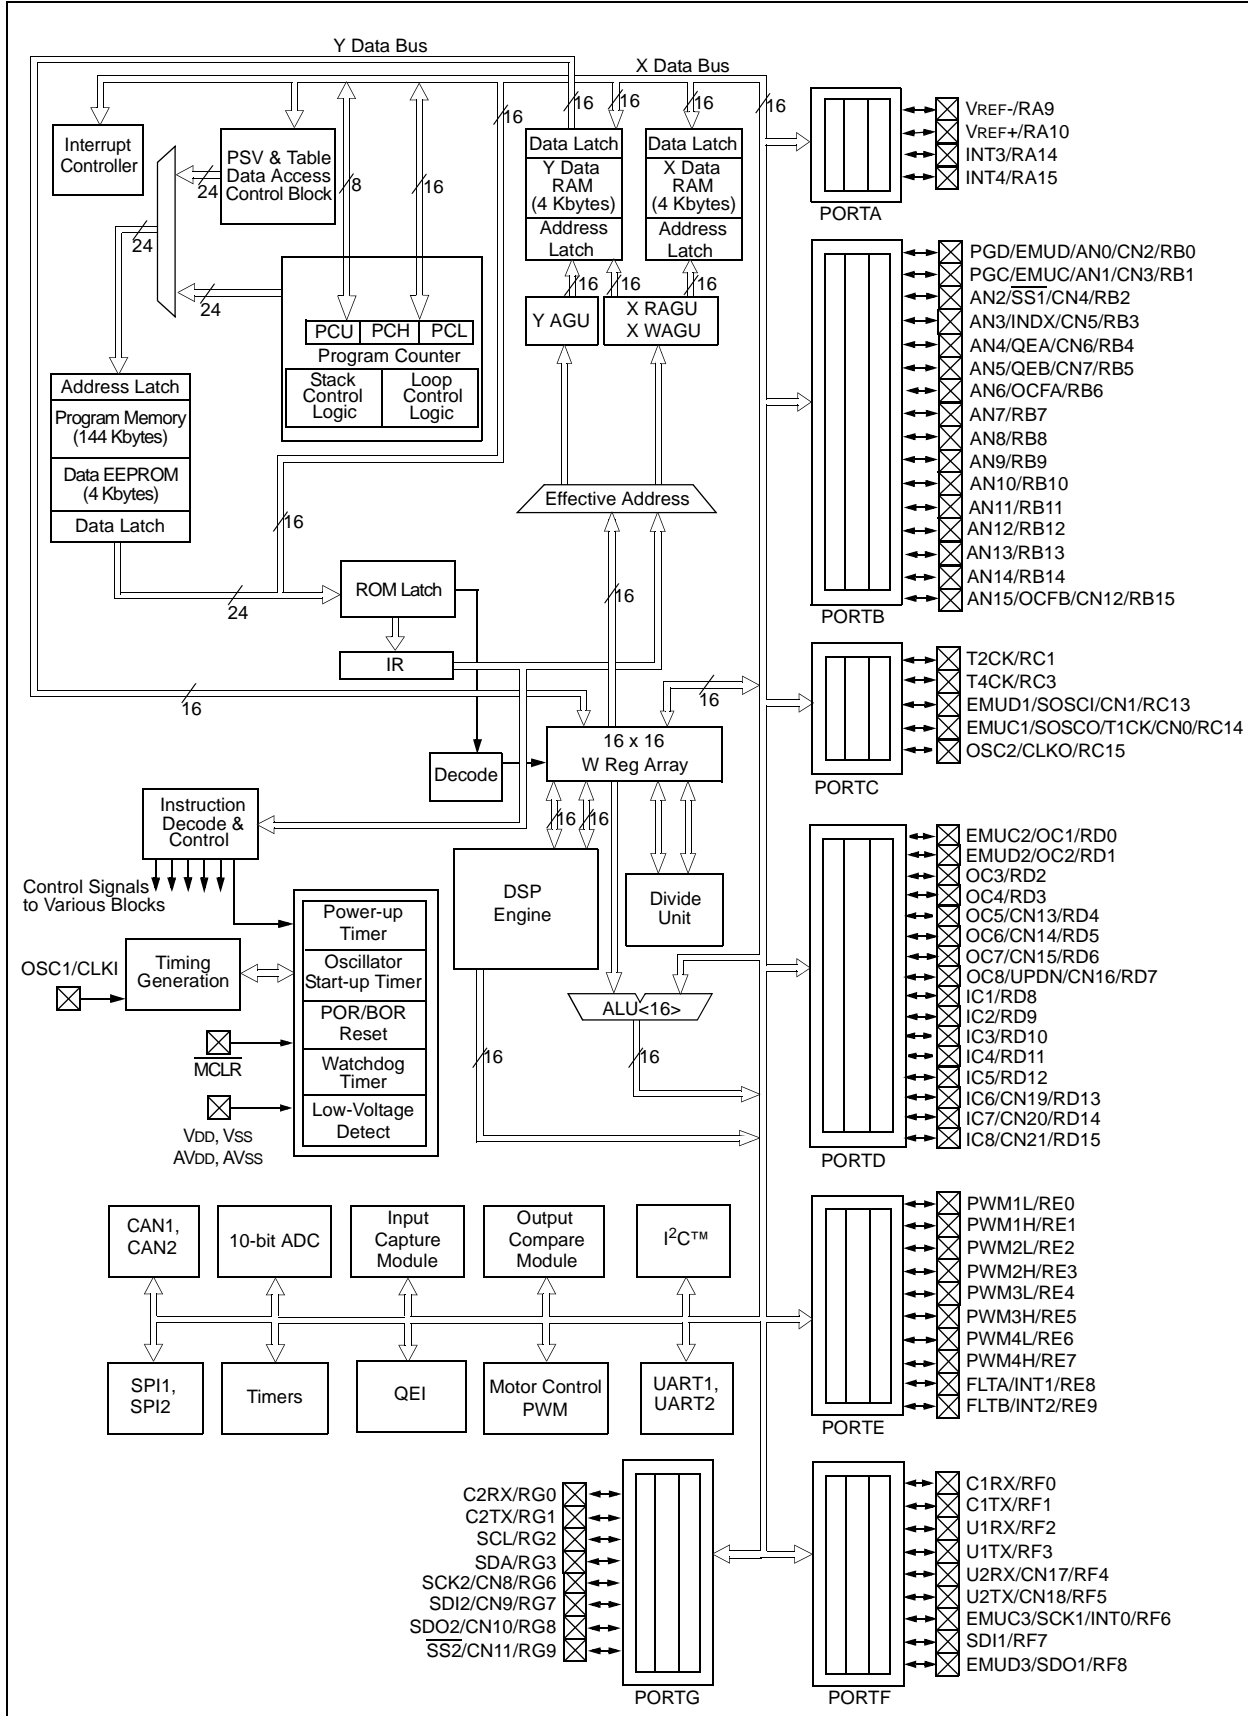 Y Data Bus
X Data Bus
16
16
16
16
16
Interrupt
Controller
PSV & Table
Data Access
Control Block
24
8
16
24
24
Data Latch
Y Data
RAM
(4 Kbytes)
Address
Latch
Data Latch
X Data
RAM
(4 Kbytes)
Address
Latch
16
16
16
Y AGU
X RAGU
X WAGU
PCU
PCH
PCL
Program Counter
Stack
Control
Logic
Loop
Control
Logic
Address Latch
Program Memory
(144 Kbytes)
Data EEPROM
(4 Kbytes)
Data Latch
16
24
Effective Address
16
ROM Latch
IR
16
16
16 x 16
W Reg Array
Decode
Instruction
Decode &
Control
Control Signals
to Various Blocks
16
16
DSP
Engine
Divide
Unit
Power-up
Timer
Oscillator
Start-up Timer
POR/BOR
Reset
Watchdog
Timer
Low-Voltage
Detect
OSC1/CLKI
Timing
Generation
MCLR
VDD, VSS
AVDD, AVSS
ALU<16>
16
16
CAN1,
CAN2
10-bit ADC
Input
Capture
Module
Output
Compare
Module
I²C™
SPI1,
SPI2
Timers
QEI
Motor Control
PWM
UART1,
UART2
VREF-/RA9
VREF+/RA10
INT3/RA14
INT4/RA15
PORTA
PGD/EMUD/AN0/CN2/RB0
PGC/EMUC/AN1/CN3/RB1
AN2/SS1/CN4/RB2
AN3/INDX/CN5/RB3
AN4/QEA/CN6/RB4
AN5/QEB/CN7/RB5
AN6/OCFA/RB6
AN7/RB7
AN8/RB8
AN9/RB9
AN10/RB10
AN11/RB11
AN12/RB12
AN13/RB13
AN14/RB14
AN15/OCFB/CN12/RB15
PORTB
T2CK/RC1
T4CK/RC3
EMUD1/SOSCI/CN1/RC13
EMUC1/SOSCO/T1CK/CN0/RC14
OSC2/CLKO/RC15
PORTC
EMUC2/OC1/RD0
EMUD2/OC2/RD1
OC3/RD2
OC4/RD3
OC5/CN13/RD4
OC6/CN14/RD5
OC7/CN15/RD6
OC8/UPDN/CN16/RD7
IC1/RD8
IC2/RD9
IC3/RD10
IC4/RD11
IC5/RD12
IC6/CN19/RD13
IC7/CN20/RD14
IC8/CN21/RD15
PORTD
PWM1L/RE0
PWM1H/RE1
PWM2L/RE2
PWM2H/RE3
PWM3L/RE4
PWM3H/RE5
PWM4L/RE6
PWM4H/RE7
FLTA/INT1/RE8
FLTB/INT2/RE9
PORTE
C2RX/RG0
C2TX/RG1
SCL/RG2
SDA/RG3
SCK2/CN8/RG6
SDI2/CN9/RG7
SDO2/CN10/RG8
SS2/CN11/RG9
PORTG
C1RX/RF0
C1TX/RF1
U1RX/RF2
U1TX/RF3
U2RX/CN17/RF4
U2TX/CN18/RF5
EMUC3/SCK1/INT0/RF6
SDI1/RF7
EMUD3/SDO1/RF8
PORTF